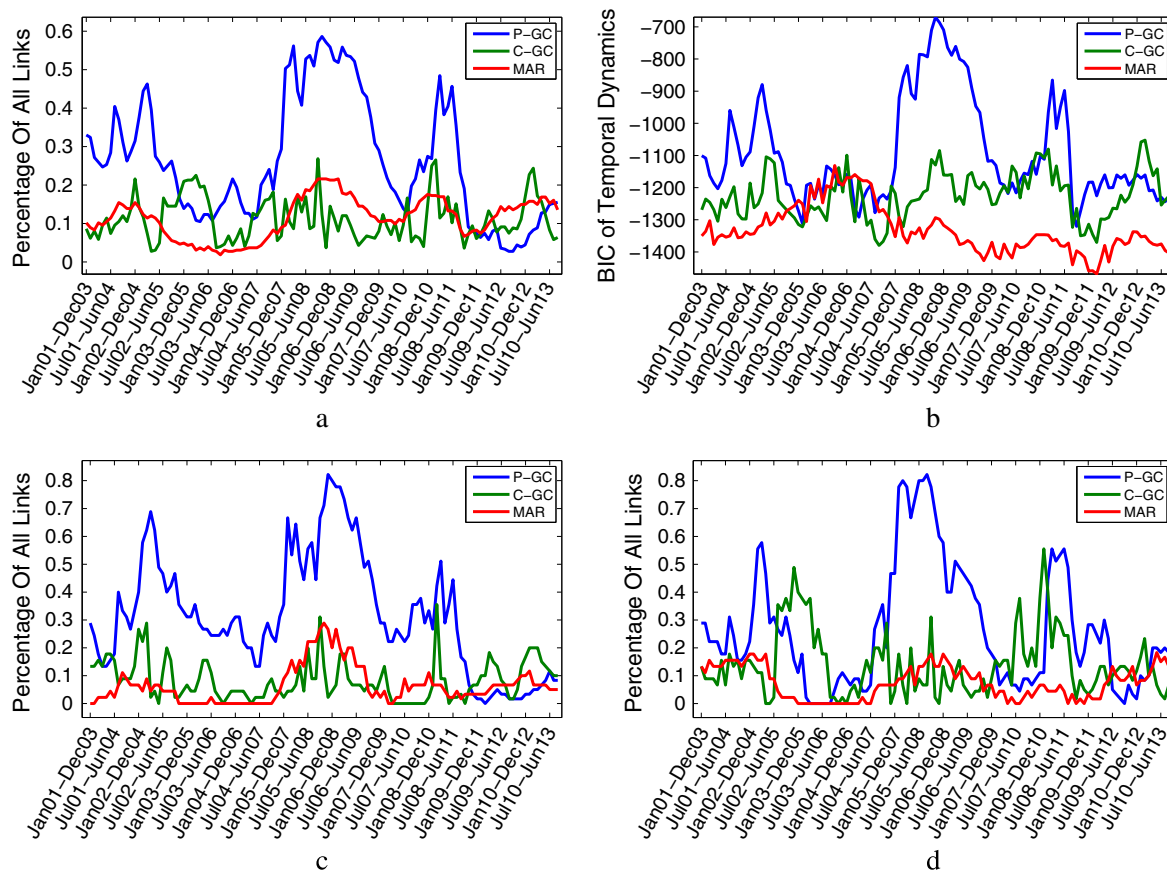 Percentage Of All Links
0.6
0.5
0.4
0.3
0.2
0.1
0
P−GC
C−GC
MAR
Jan01−Dec03
Jul01−Jun04
Jan02−Dec04
Jul02−Jun05
Jan03−Dec05
Jul03−Jun06
Jan04−Dec06
Jul04−Jun07
Jan05−Dec07
Jul05−Jun08
Jan06−Dec08
Jul06−Jun09
Jan07−Dec09
Jul07−Jun10
Jan08−Dec10
Jul08−Jun11
Jan09−Dec11
Jul09−Jun12
Jan10−Dec12
Jul10−Jun13
a
BIC of Temporal Dynamics
−700
−800
−900
−1000
−1100
−1200
−1300
−1400
P−GC
C−GC
MAR
Jan01−Dec03
Jul01−Jun04
Jan02−Dec04
Jul02−Jun05
Jan03−Dec05
Jul03−Jun06
Jan04−Dec06
Jul04−Jun07
Jan05−Dec07
Jul05−Jun08
Jan06−Dec08
Jul06−Jun09
Jan07−Dec09
Jul07−Jun10
Jan08−Dec10
Jul08−Jun11
Jan09−Dec11
Jul09−Jun12
Jan10−Dec12
Jul10−Jun13
b
Percentage Of All Links
0.8
0.7
0.6
0.5
0.4
0.3
0.2
0.1
0
P−GC
C−GC
MAR
Jan01−Dec03
Jul01−Jun04
Jan02−Dec04
Jul02−Jun05
Jan03−Dec05
Jul03−Jun06
Jan04−Dec06
Jul04−Jun07
Jan05−Dec07
Jul05−Jun08
Jan06−Dec08
Jul06−Jun09
Jan07−Dec09
Jul07−Jun10
Jan08−Dec10
Jul08−Jun11
Jan09−Dec11
Jul09−Jun12
Jan10−Dec12
Jul10−Jun13
c
Percentage Of All Links
0.8
0.7
0.6
0.5
0.4
0.3
0.2
0.1
0
P−GC
C−GC
MAR
Jan01−Dec03
Jul01−Jun04
Jan02−Dec04
Jul02−Jun05
Jan03−Dec05
Jul03−Jun06
Jan04−Dec06
Jul04−Jun07
Jan05−Dec07
Jul05−Jun08
Jan06−Dec08
Jul06−Jun09
Jan07−Dec09
Jul07−Jun10
Jan08−Dec10
Jul08−Jun11
Jan09−Dec11
Jul09−Jun12
Jan10−Dec12
Jul10−Jun13
d